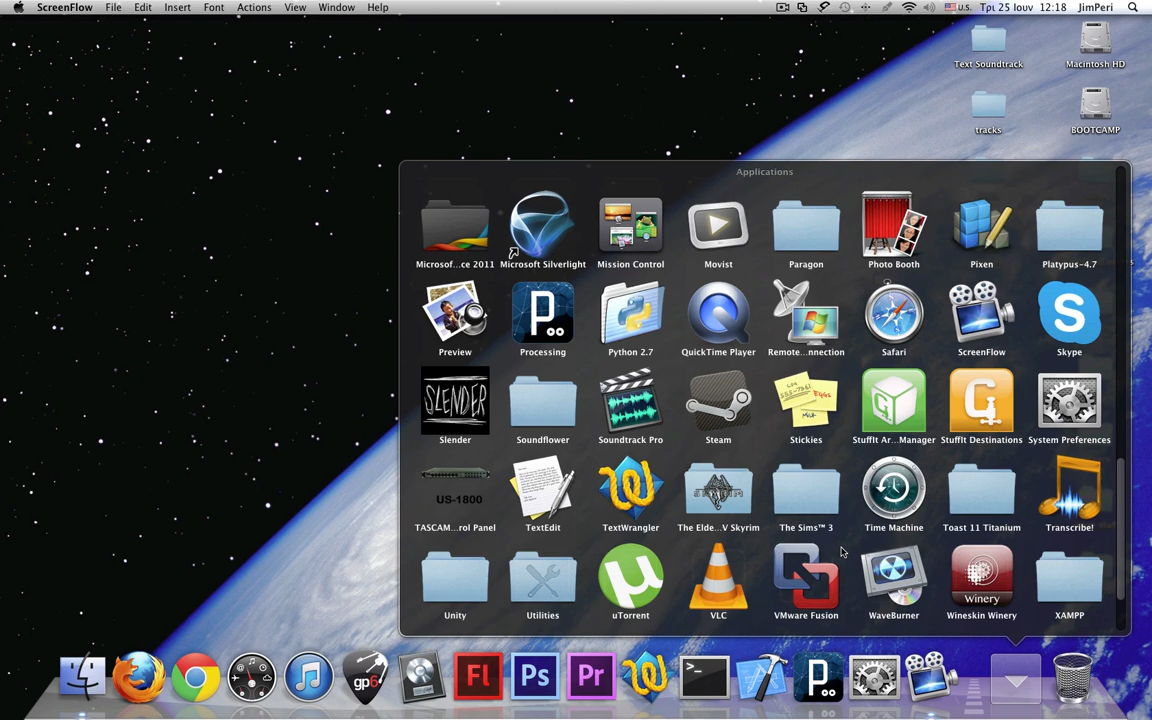 ScreenFlow File Edit Insert Font Actions View Window Help U.S. Τρι 25 Ιουν 12:18 JimPeri
Text Soundtrack Macintosh HD
tracks BOOTCAMP
Applications
Microsof...ce 2011 Microsoft Silverlight Mission Control Movist Paragon Photo Booth Pixen Platypus-4.7
Preview Processing Python 2.7 QuickTime Player Remote...nnection Safari ScreenFlow Skype
SLENDER
Slender Soundflower Soundtrack Pro Steam Stickies StuffIt Ar...Manager StuffIt Destinations System Preferences
US-1800
TASCAM...rol Panel TextEdit TextWrangler The Elde...V Skyrim The Sims™ 3 Time Machine Toast 11 Titanium Transcribe!
Winery
Unity Utilities uTorrent VLC VMware Fusion WaveBurner Wineskin Winery XAMPP
gp6 Fl Ps Pr